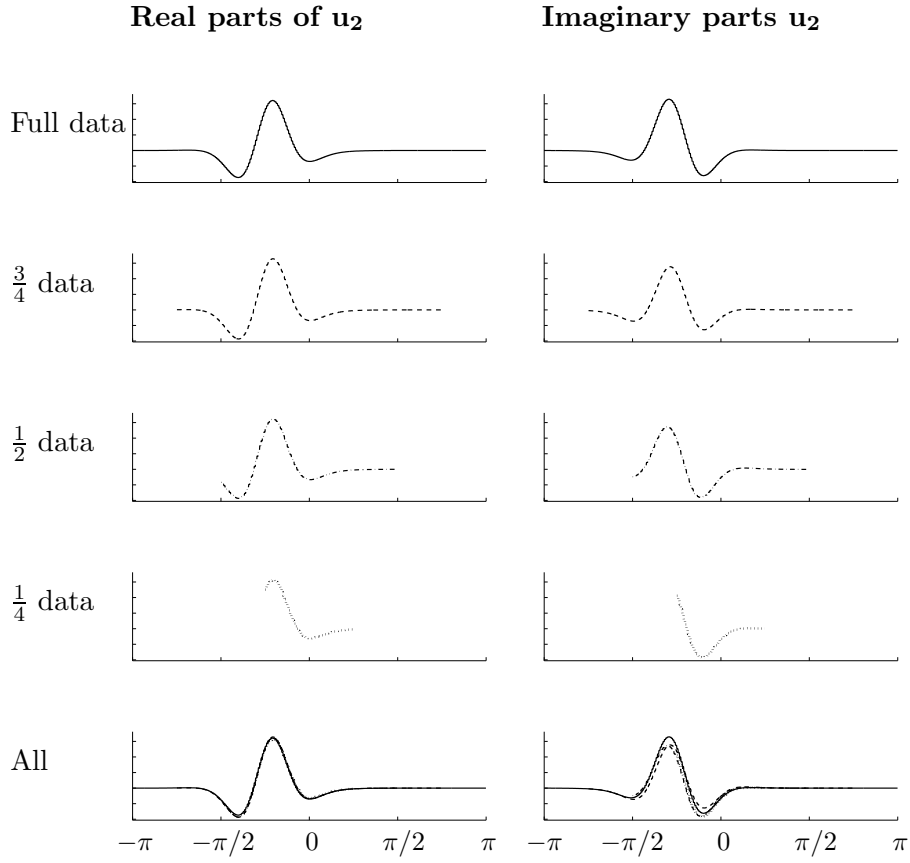 Real parts of u₂ Imaginary parts u₂
Full data
3/4 data
1/2 data
1/4 data
All
−π −π/2 0 π/2 π −π −π/2 0 π/2 π